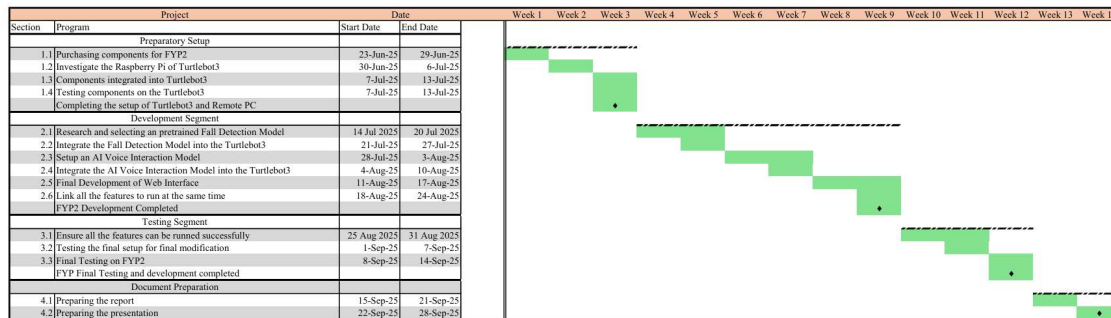 Project Date Week 1 Week 2 Week 3 Week 4 Week 5 Week 6 Week 7 Week 8 Week 9 Week 10 Week 11 Week 12 Week 13 Week 1
Section Program Start Date End Date
Preparatory Setup
1.1 Purchasing components for FYP2 23-Jun-25 29-Jun-25
1.2 Investigate the Raspberry Pi of Turtlebot3 30-Jun-25 6-Jul-25
1.3 Components integrated into Turtlebot3 7-Jul-25 13-Jul-25
1.4 Testing components on the Turtlebot3 7-Jul-25 13-Jul-25
Completing the setup of Turtlebot3 and Remote PC
Development Segment
2.1 Research and selecting an pretrained Fall Detection Model 14 Jul 2025 20 Jul 2025
2.2 Integrate the Fall Detection Model into the Turtlebot3 21-Jul-25 27-Jul-25
2.3 Setup an AI Voice Interaction Model 28-Jul-25 3-Aug-25
2.4 Integrate the AI Voice Interaction Model into the Turtlebot3 4-Aug-25 10-Aug-25
2.5 Final Development of Web Interface 11-Aug-25 17-Aug-25
2.6 Link all the features to run at the same time 18-Aug-25 24-Aug-25
FYP2 Development Completed
Testing Segment
3.1 Ensure all the features can be runned successfully 25 Aug 2025 31 Aug 2025
3.2 Testing the final setup for final modification 1-Sep-25 7-Sep-25
3.3 Final Testing on FYP2 8-Sep-25 14-Sep-25
FYP Final Testing and development completed
Document Preparation
4.1 Preparing the report 15-Sep-25 21-Sep-25
4.2 Preparing the presentation 22-Sep-25 28-Sep-25